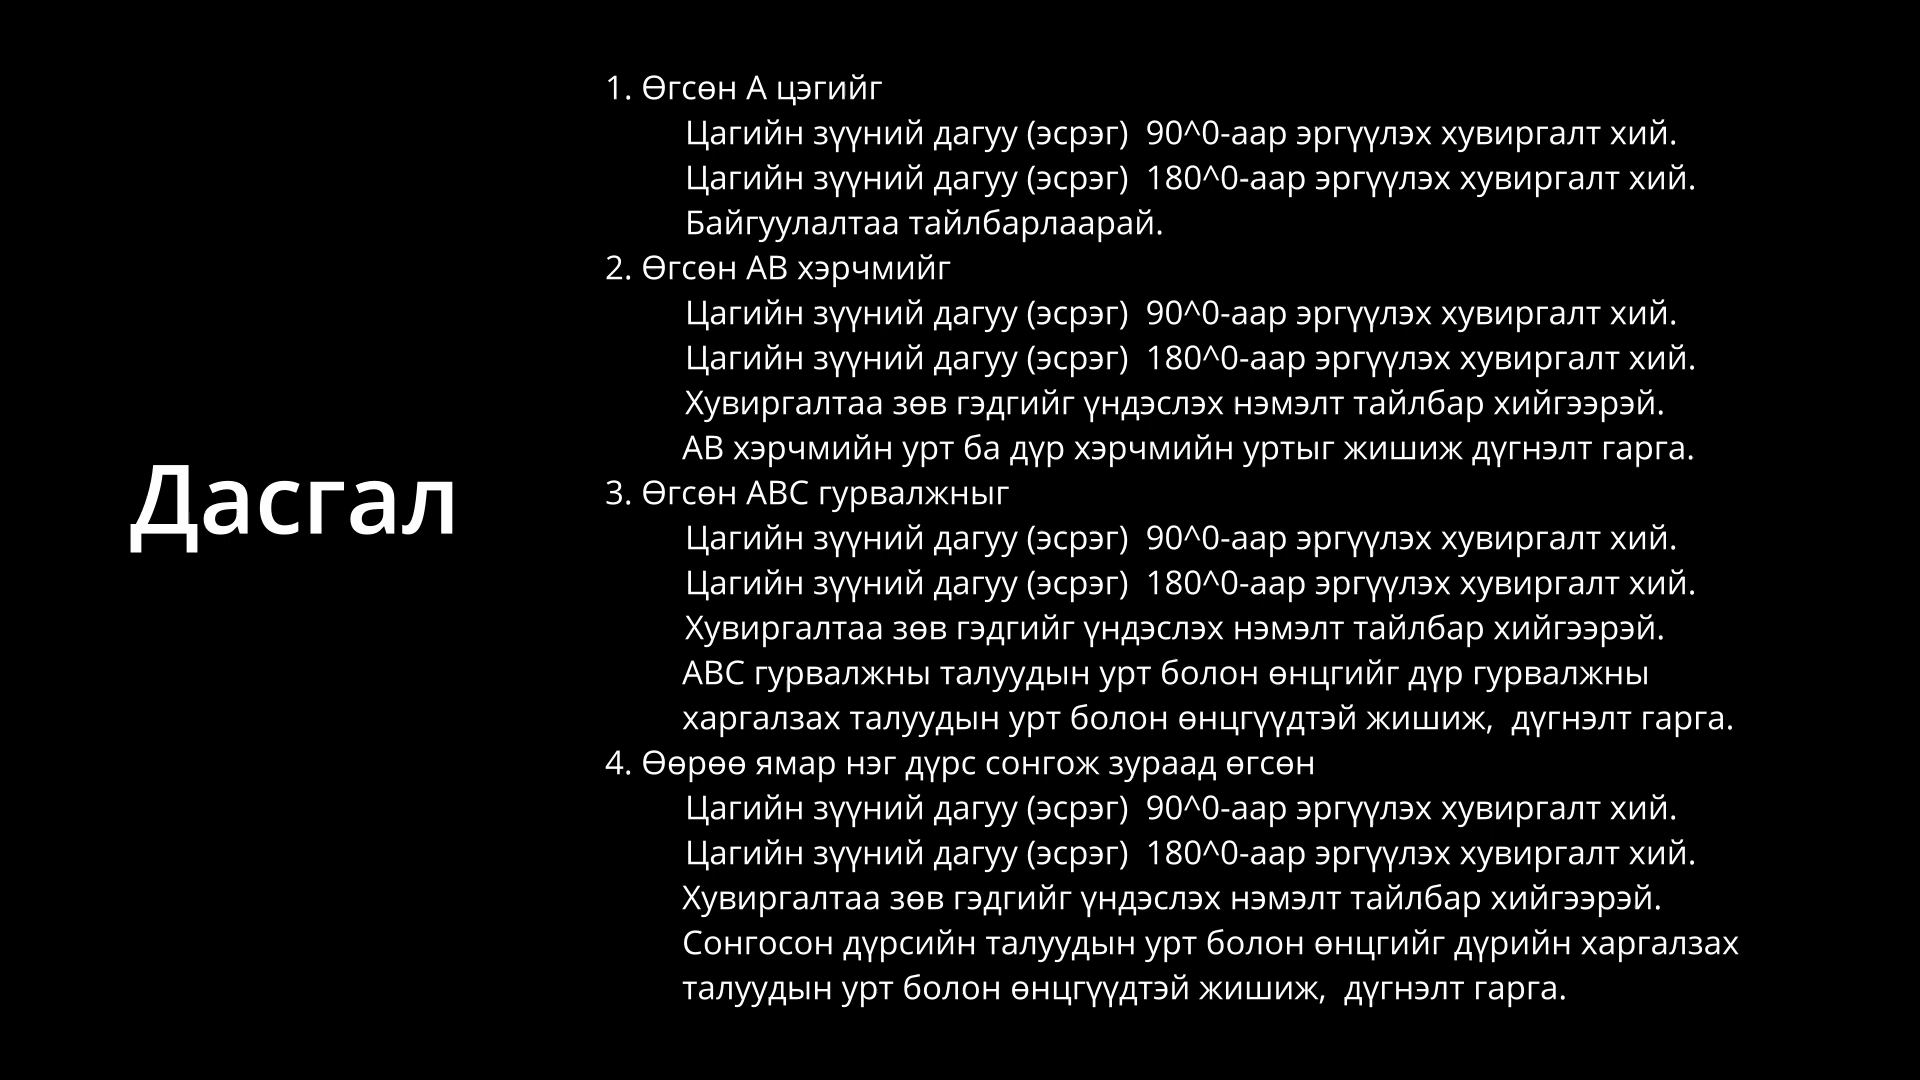 Дасгал
1. Өгсөн А цэгийг
Цагийн зүүний дагуу (эсрэг)  90^0-аар эргүүлэх хувиргалт хий.
Цагийн зүүний дагуу (эсрэг)  180^0-аар эргүүлэх хувиргалт хий.
Байгуулалтаа тайлбарлаарай.
2. Өгсөн АВ хэрчмийг
Цагийн зүүний дагуу (эсрэг)  90^0-аар эргүүлэх хувиргалт хий.
Цагийн зүүний дагуу (эсрэг)  180^0-аар эргүүлэх хувиргалт хий.
Хувиргалтаа зөв гэдгийг үндэслэх нэмэлт тайлбар хийгээрэй.
АВ хэрчмийн урт ба дүр хэрчмийн уртыг жишиж дүгнэлт гарга.
3. Өгсөн АВС гурвалжныг
Цагийн зүүний дагуу (эсрэг)  90^0-аар эргүүлэх хувиргалт хий.
Цагийн зүүний дагуу (эсрэг)  180^0-аар эргүүлэх хувиргалт хий.
Хувиргалтаа зөв гэдгийг үндэслэх нэмэлт тайлбар хийгээрэй.
АВС гурвалжны талуудын урт болон өнцгийг дүр гурвалжны
харгалзах талуудын урт болон өнцгүүдтэй жишиж,  дүгнэлт гарга.
4. Өөрөө ямар нэг дүрс сонгож зураад өгсөн
Цагийн зүүний дагуу (эсрэг)  90^0-аар эргүүлэх хувиргалт хий.
Цагийн зүүний дагуу (эсрэг)  180^0-аар эргүүлэх хувиргалт хий.
Хувиргалтаа зөв гэдгийг үндэслэх нэмэлт тайлбар хийгээрэй.
Сонгосон дүрсийн талуудын урт болон өнцгийг дүрийн харгалзах
талуудын урт болон өнцгүүдтэй жишиж,  дүгнэлт гарга.